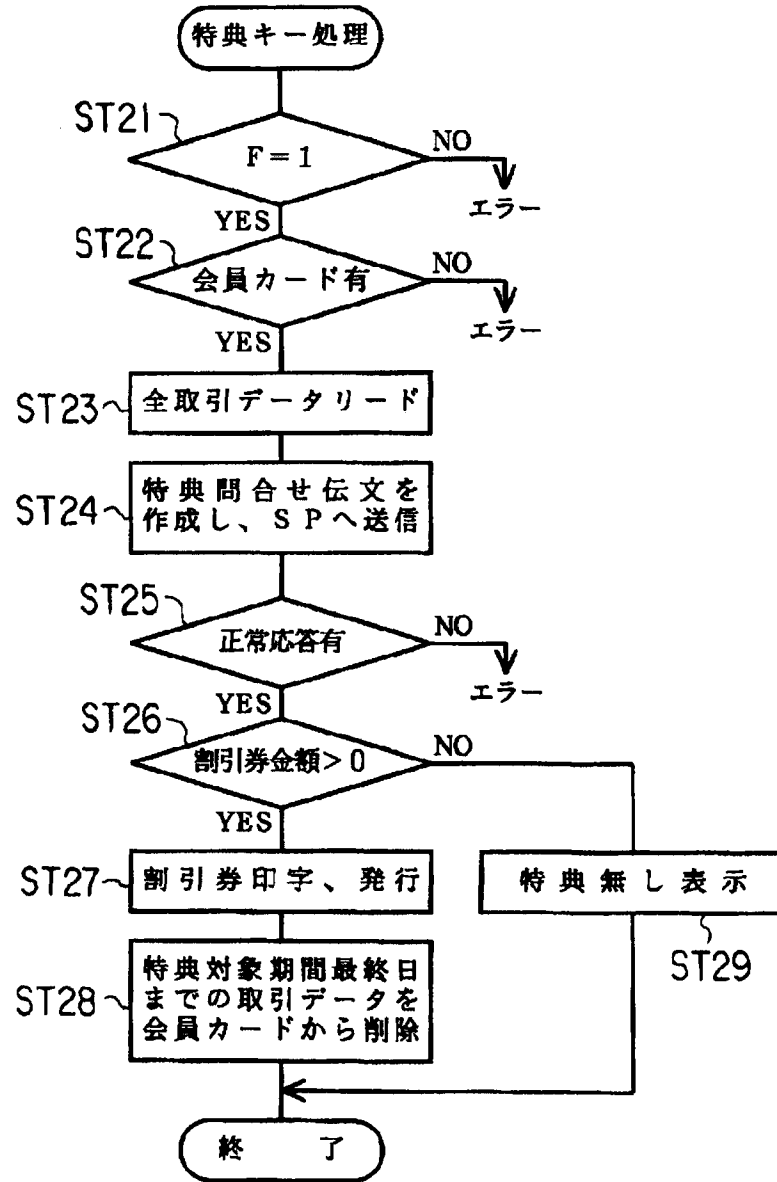 特典キー処理
ST21
F=1
NO
エラー
YES
ST22
会員カード有
NO
エラー
YES
ST23
全取引データリード
ST24
特典問合せ伝文を
作成し、SPへ送信
ST25
正常応答有
NO
エラー
YES
ST26
割引券金額>0
NO
YES
ST27
割引券印字、発行
特典無し表示
ST29
ST28
特典対象期間最終日
までの取引データを
会員カードから削除
終 了